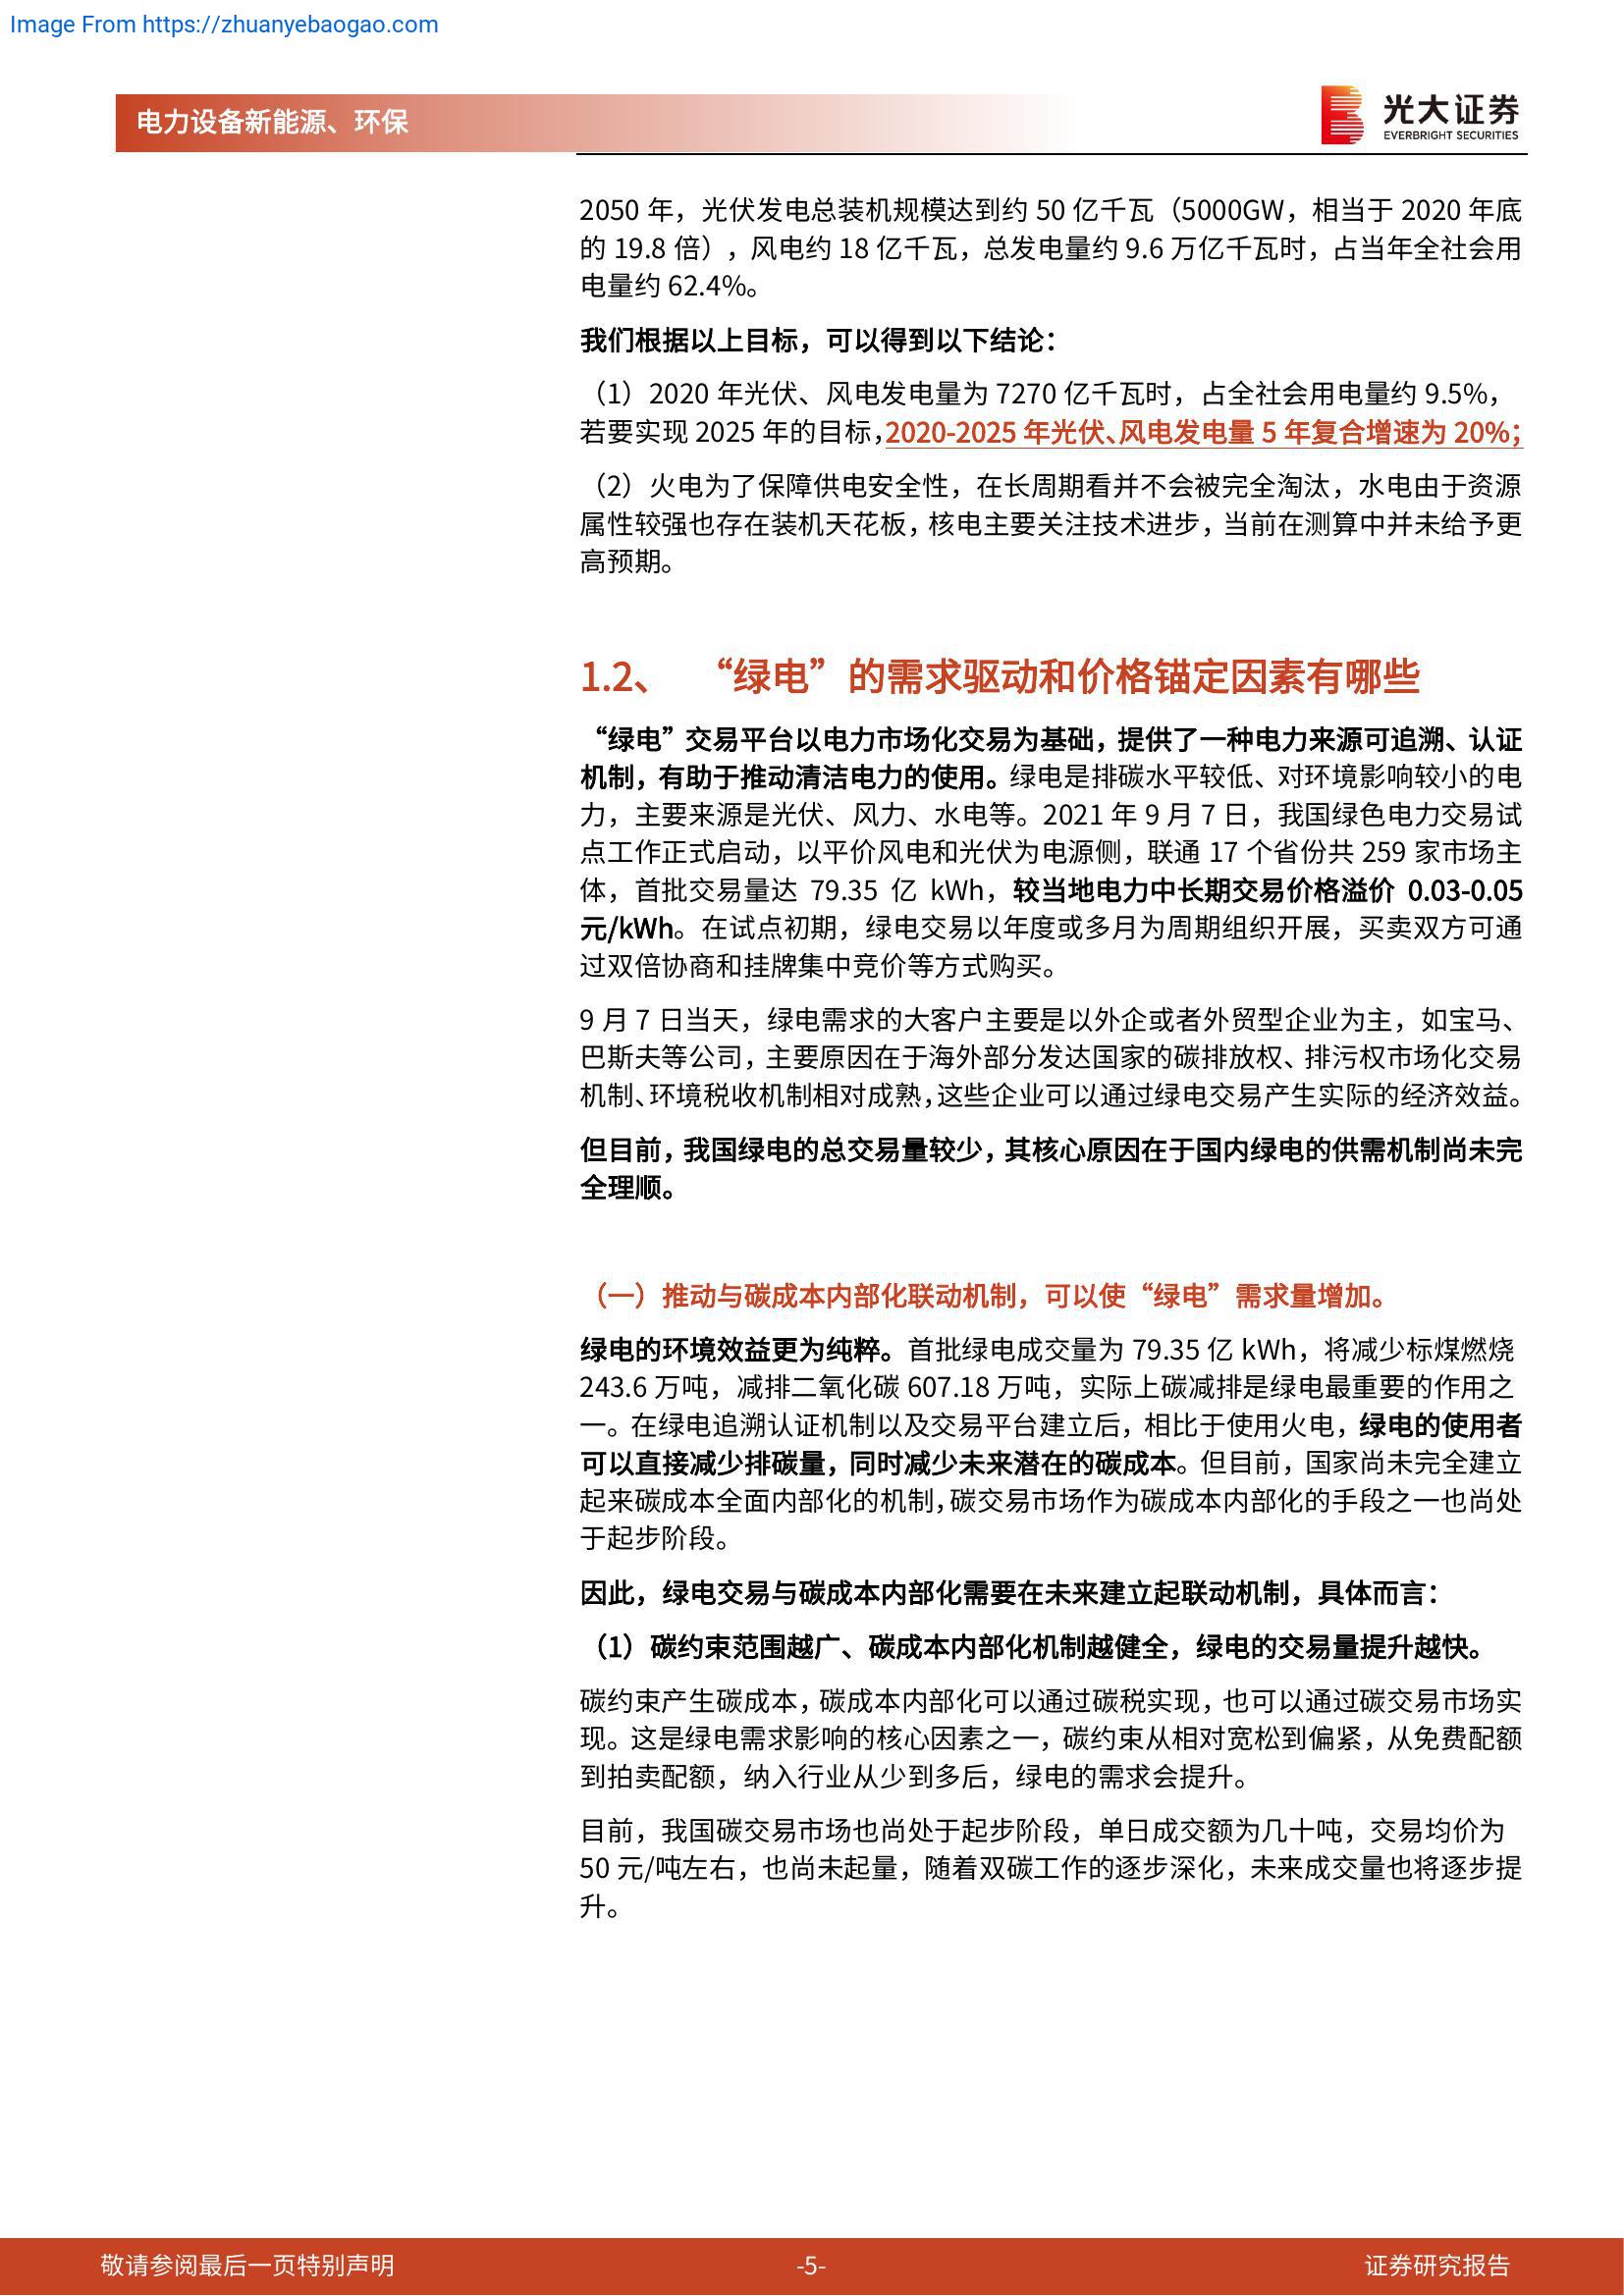 Image From https://zhuanyebaogao.com
电力设备新能源、环保
光大证券
EVERBRIGHT SECURITIES
2050 年，光伏发电总装机规模达到约 50 亿千瓦（5000GW，相当于 2020 年底
的 19.8 倍），风电约 18 亿千瓦，总发电量约 9.6 万亿千瓦时，占当年全社会用
电量约 62.4%。
我们根据以上目标，可以得到以下结论：
（1）2020 年光伏、风电发电量为 7270 亿千瓦时，占全社会用电量约 9.5%，
若要实现 2025 年的目标，2020-2025 年光伏、风电发电量 5 年复合增速为 20%；
（2）火电为了保障供电安全性，在长周期看并不会被完全淘汰，水电由于资源
属性较强也存在装机天花板，核电主要关注技术进步，当前在测算中并未给予更
高预期。
1.2、 “绿电”的需求驱动和价格锚定因素有哪些
“绿电”交易平台以电力市场化交易为基础，提供了一种电力来源可追溯、认证
机制，有助于推动清洁电力的使用。绿电是排碳水平较低、对环境影响较小的电
力，主要来源是光伏、风力、水电等。2021 年 9 月 7 日，我国绿色电力交易试
点工作正式启动，以平价风电和光伏为电源侧，联通 17 个省份共 259 家市场主
体，首批交易量达 79.35 亿 kWh，较当地电力中长期交易价格溢价 0.03-0.05
元/kWh。在试点初期，绿电交易以年度或多月为周期组织开展，买卖双方可通
过双倍协商和挂牌集中竞价等方式购买。
9 月 7 日当天，绿电需求的大客户主要是以外企或者外贸型企业为主，如宝马、
巴斯夫等公司，主要原因在于海外部分发达国家的碳排放权、排污权市场化交易
机制、环境税收机制相对成熟，这些企业可以通过绿电交易产生实际的经济效益。
但目前，我国绿电的总交易量较少，其核心原因在于国内绿电的供需机制尚未完
全理顺。
（一）推动与碳成本内部化联动机制，可以使“绿电”需求量增加。
绿电的环境效益更为纯粹。首批绿电成交量为 79.35 亿 kWh，将减少标煤燃烧
243.6 万吨，减排二氧化碳 607.18 万吨，实际上碳减排是绿电最重要的作用之
一。在绿电追溯认证机制以及交易平台建立后，相比于使用火电，绿电的使用者
可以直接减少排碳量，同时减少未来潜在的碳成本。但目前，国家尚未完全建立
起来碳成本全面内部化的机制，碳交易市场作为碳成本内部化的手段之一也尚处
于起步阶段。
因此，绿电交易与碳成本内部化需要在未来建立起联动机制，具体而言：
（1）碳约束范围越广、碳成本内部化机制越健全，绿电的交易量提升越快。
碳约束产生碳成本，碳成本内部化可以通过碳税实现，也可以通过碳交易市场实
现。这是绿电需求影响的核心因素之一，碳约束从相对宽松到偏紧，从免费配额
到拍卖配额，纳入行业从少到多后，绿电的需求会提升。
目前，我国碳交易市场也尚处于起步阶段，单日成交额为几十吨，交易均价为
50 元/吨左右，也尚未起量，随着双碳工作的逐步深化，未来成交量也将逐步提
升。
敬请参阅最后一页特别声明
-5-
证券研究报告